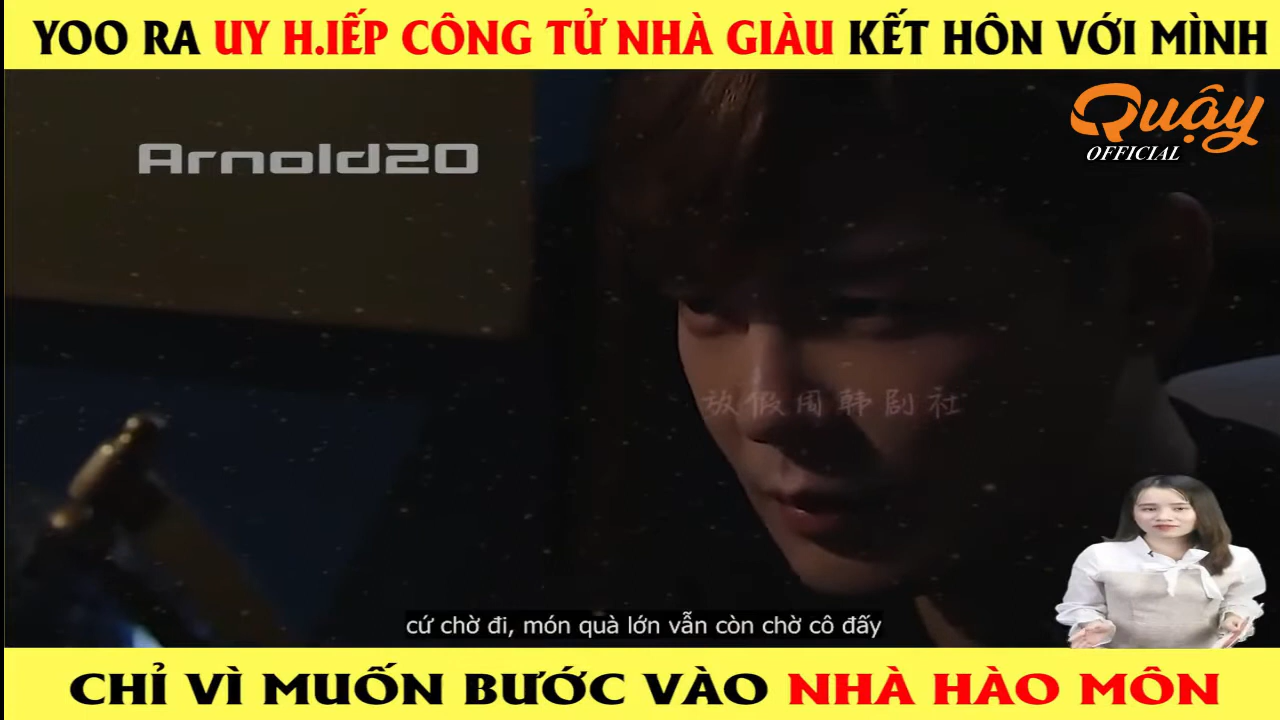 YOO RA UY H.IẾP CÔNG TỬ NHÀ GIÀU KẾT HÔN VỚI MÌNH
Quậy
OFFICIAL
Arnold20
放假围韩剧社
cứ chờ đi, món quà lớn vẫn còn chờ cô đấy
CHỈ VÌ MUỐN BƯỚC VÀO NHÀ HÀO MÔN